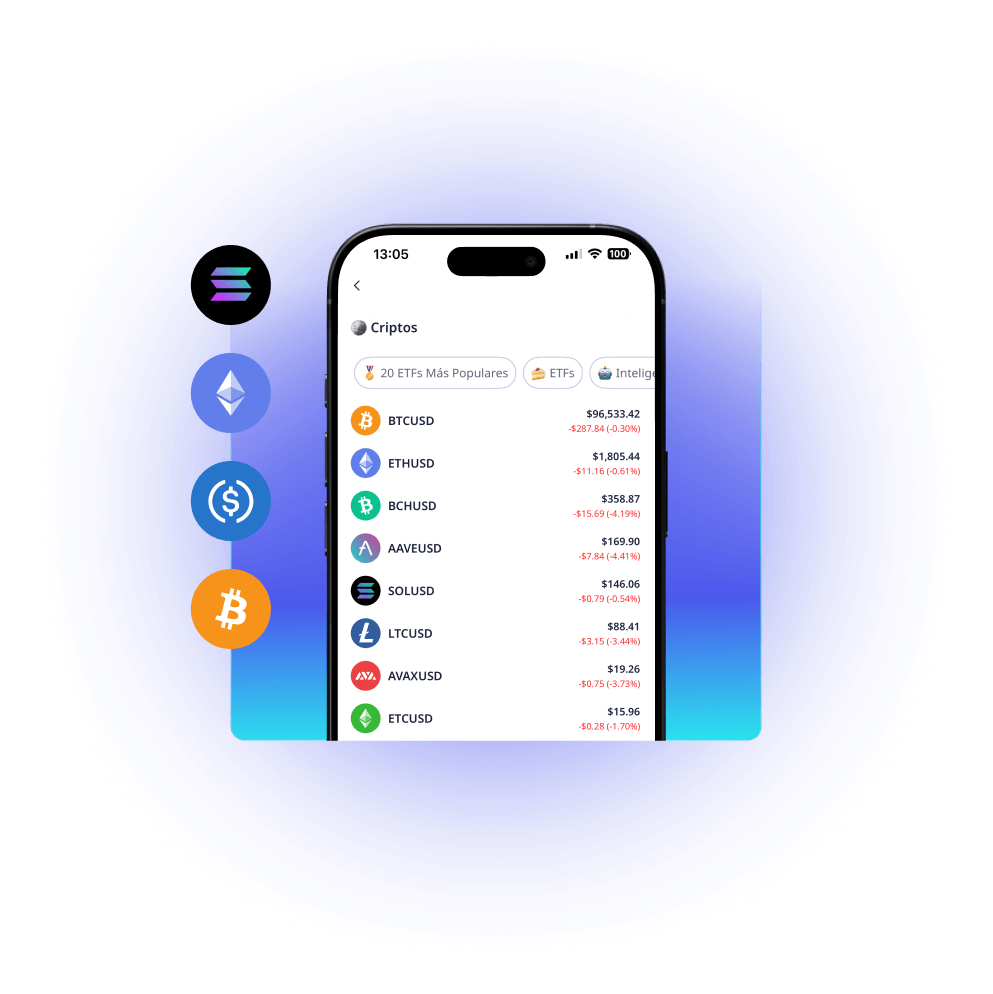 13:05
100
Criptos
20 ETFs Más Populares
ETFs
Intelige
BTCUSD
$96,533.42
-$287.84 (-0.30%)
ETHUSD
$1,805.44
-$11.16 (-0.61%)
BCHUSD
$358.87
-$15.69 (-4.19%)
AAVEUSD
$169.90
-$7.84 (-4.41%)
SOLUSD
$146.06
-$0.79 (-0.54%)
LTCUSD
$88.41
-$3.15 (-3.44%)
AVAXUSD
$19.26
-$0.75 (-3.73%)
ETCUSD
$15.96
-$0.28 (-1.70%)